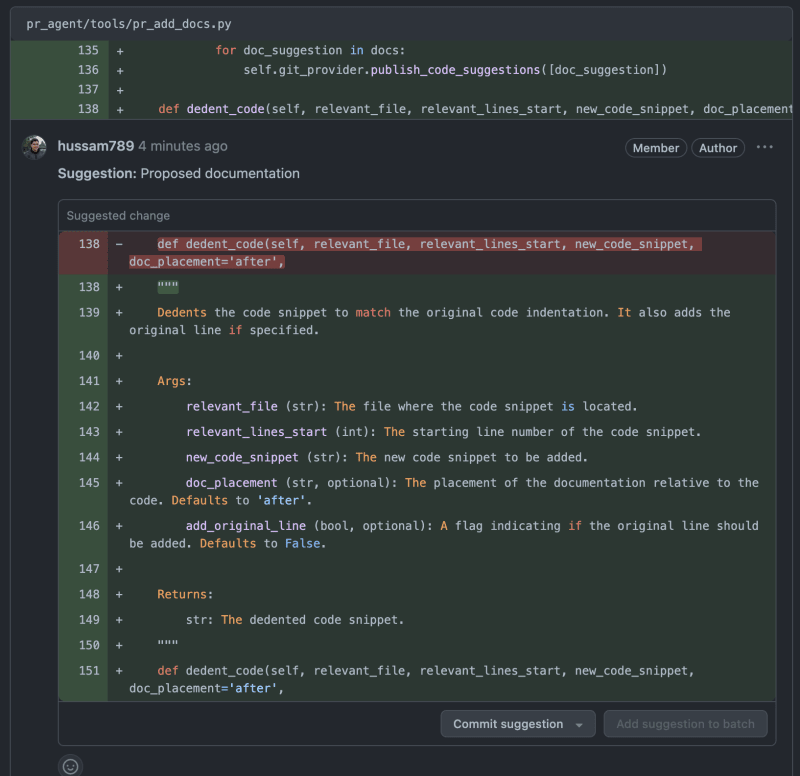 pr_agent/tools/pr_add_docs.py
135 + for doc_suggestion in docs:
136 + self.git_provider.publish_code_suggestions([doc_suggestion])
137 +
138 + def dedent_code(self, relevant_file, relevant_lines_start, new_code_snippet, doc_placement
hussam789 4 minutes ago Member Author ...
Suggestion: Proposed documentation
Suggested change
138 - def dedent_code(self, relevant_file, relevant_lines_start, new_code_snippet,
doc_placement='after',
138 + """
139 + Dedents the code snippet to match the original code indentation. It also adds the
original line if specified.
140 +
141 + Args:
142 + relevant_file (str): The file where the code snippet is located.
143 + relevant_lines_start (int): The starting line number of the code snippet.
144 + new_code_snippet (str): The new code snippet to be added.
145 + doc_placement (str, optional): The placement of the documentation relative to the
code. Defaults to 'after'.
146 + add_original_line (bool, optional): A flag indicating if the original line should
be added. Defaults to False.
147 +
148 + Returns:
149 + str: The dedented code snippet.
150 + """
151 + def dedent_code(self, relevant_file, relevant_lines_start, new_code_snippet,
doc_placement='after',
Commit suggestion Add suggestion to batch